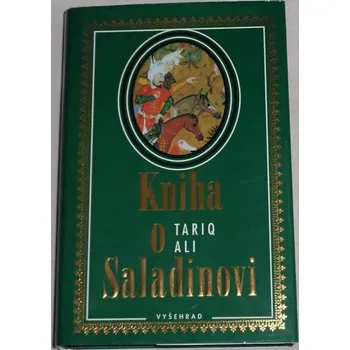 Kniha
o TARIQ
ALI
Saladinovi
VYŠEHRAD